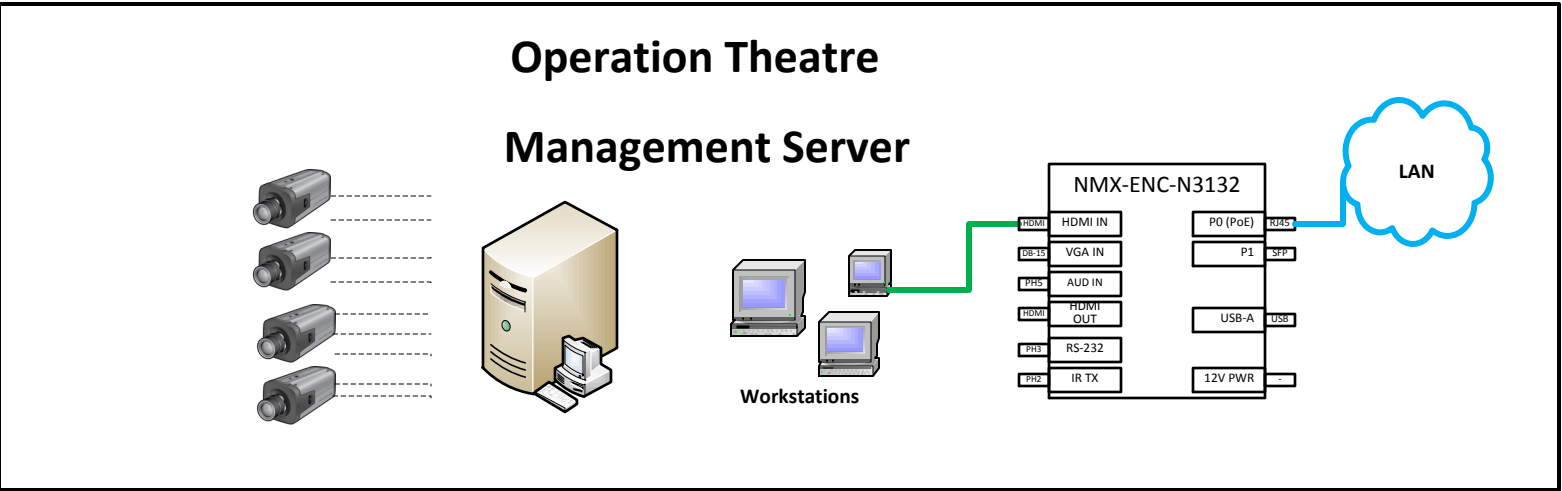 Operation Theatre
Management Server
LAN
NMX-ENC-N3132
HDMI HDMI IN P0 (PoE) RJ45
DB-15 VGA IN P1 SFP
PH5 AUD IN
HDMI HDMI
OUT USB-A USB
PH3 RS-232
PH2 IR TX 12V PWR -
Workstations